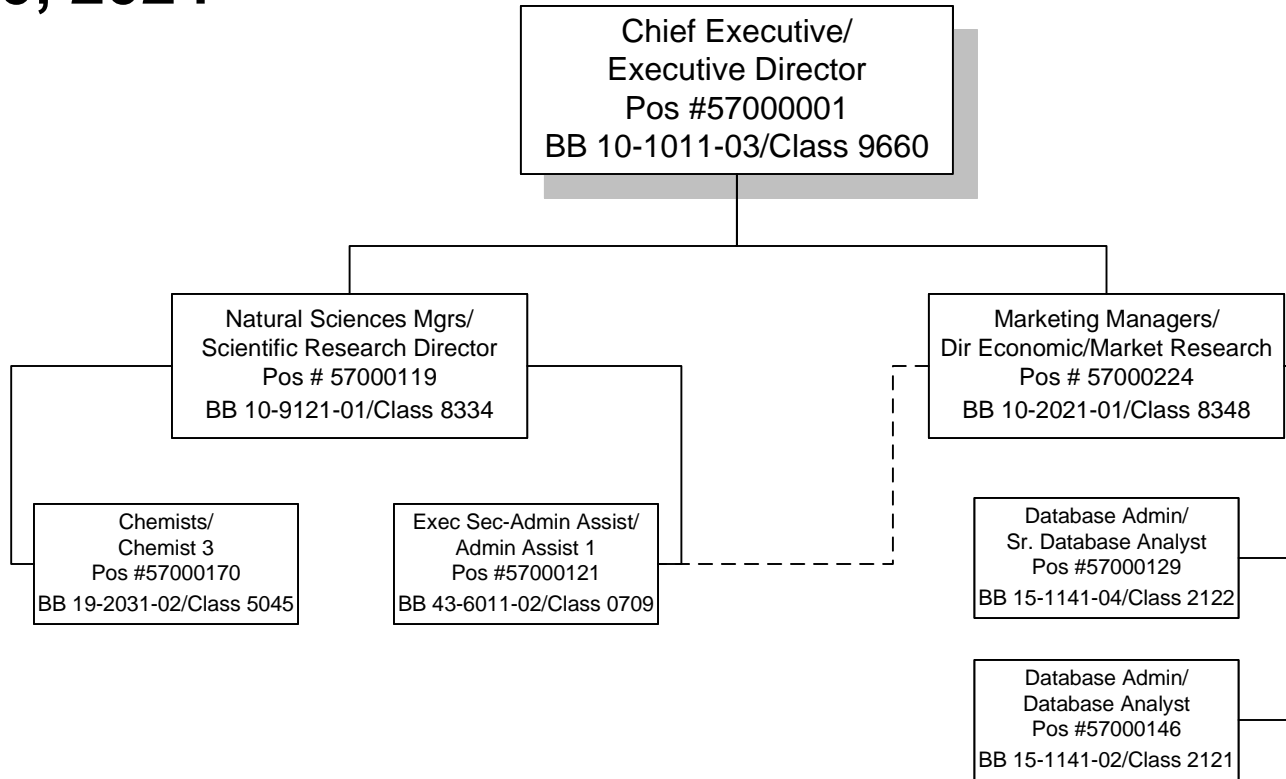 Chief Executive/
Executive Director
Pos #57000001
BB 10-1011-03/Class 9660
Natural Sciences Mgrs/
Scientific Research Director
Pos # 57000119
BB 10-9121-01/Class 8334
Marketing Managers/
Dir Economic/Market Research
Pos # 57000224
BB 10-2021-01/Class 8348
Chemists/
Chemist 3
Pos #57000170
BB 19-2031-02/Class 5045
Exec Sec-Admin Assist/
Admin Assist 1
Pos #57000121
BB 43-6011-02/Class 0709
Database Admin/
Sr. Database Analyst
Pos #57000129
BB 15-1141-04/Class 2122
Database Admin/
Database Analyst
Pos #57000146
BB 15-1141-02/Class 2121